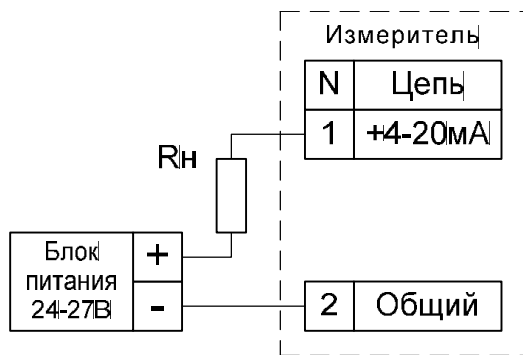 Измеритель
N Цепь
1 +4-20мА
Rн
Блок
питания
24-27В
+
-
2 Общий